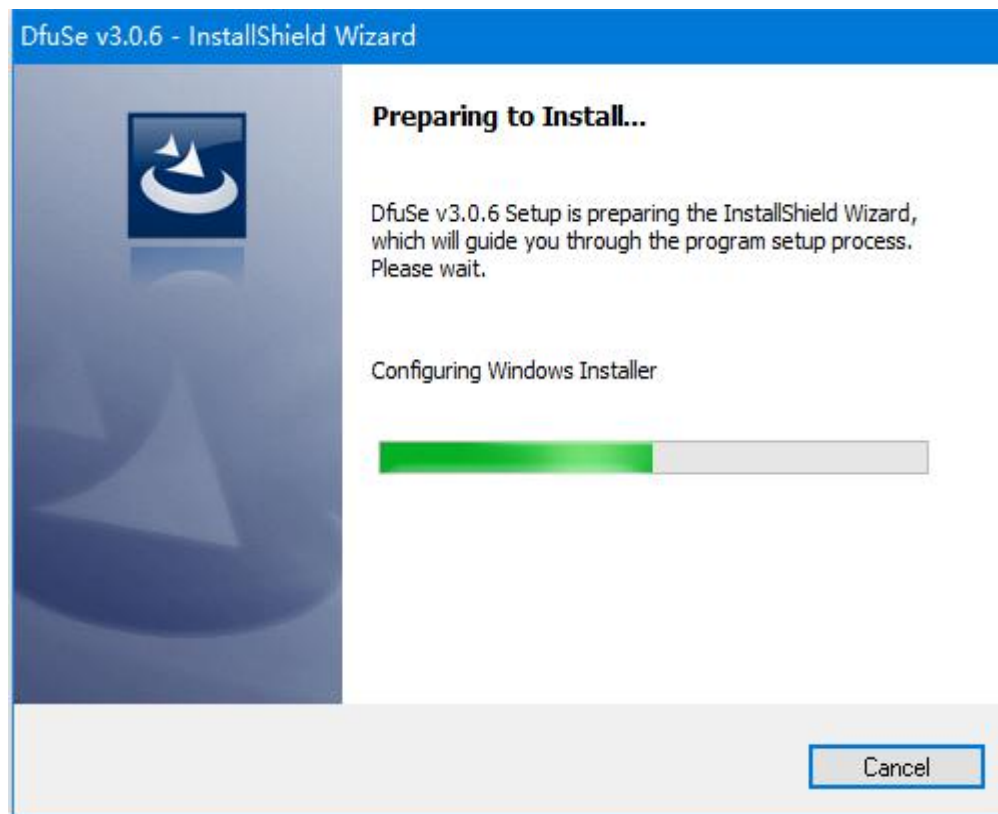 DfuSe v3.0.6 - InstallShield Wizard
Preparing to Install...
DfuSe v3.0.6 Setup is preparing the InstallShield Wizard,
which will guide you through the program setup process.
Please wait.
Configuring Windows Installer
Cancel